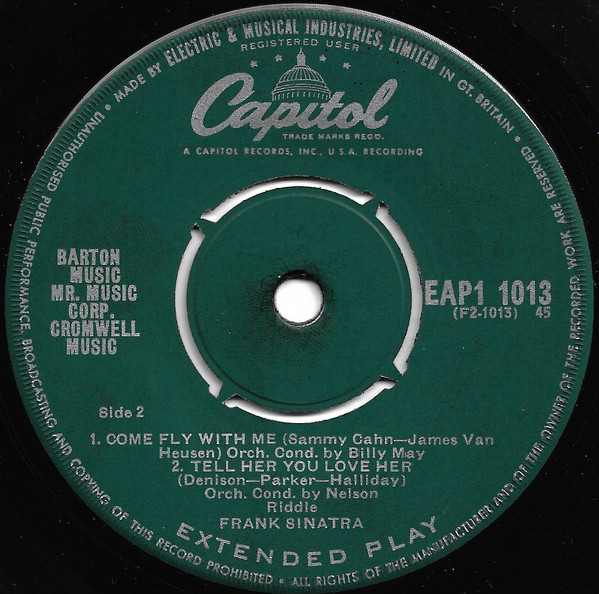 MADE BY ELECTRIC & MUSICAL INDUSTRIES, LIMITED IN GT. BRITAIN •
REGISTERED USER
Capitol
TRADE MARKS REGD.
A CAPITOL RECORDS, INC., U.S.A. RECORDING
BARTON
MUSIC
MR. MUSIC
CORP.
CROMWELL
MUSIC
EAP1 1013
(F2-1013) 45
Side 2
1. COME FLY WITH ME (Sammy Cahn—James Van
Heusen) Orch. Cond. by Billy May
2. TELL HER YOU LOVE HER
(Denison—Parker—Halliday)
Orch. Cond. by Nelson
Riddle
FRANK SINATRA
EXTENDED PLAY
ALL RIGHTS OF THE MANUFACTURER AND OF THE OWNER OF THE RECORDED WORK ARE RESERVED
• UNAUTHORISED PUBLIC PERFORMANCE, BROADCASTING AND COPYING OF THIS RECORD PROHIBITED •